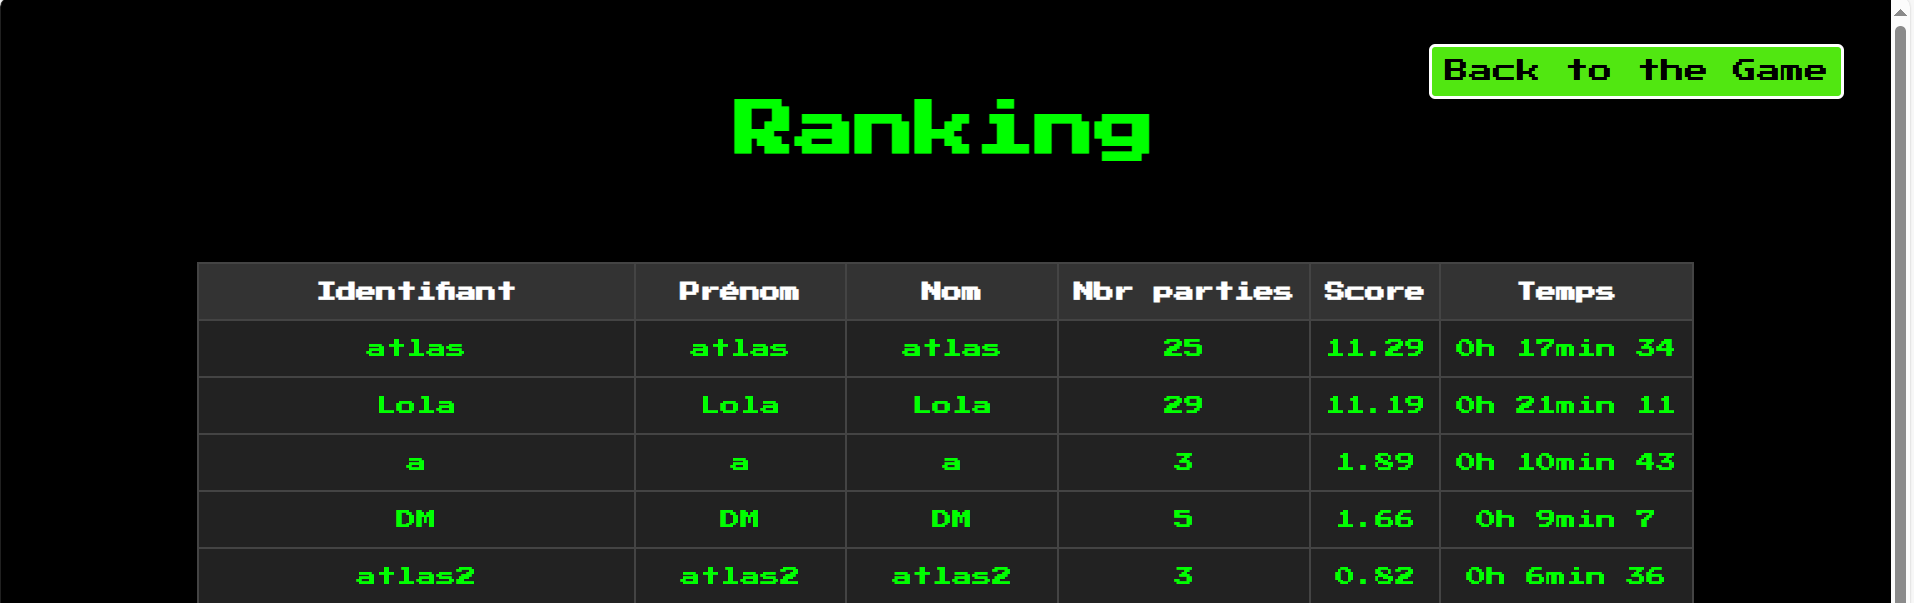 Back to the Game
Ranking
Identifiant Prénom Nom Nbr parties Score Temps
atlas atlas atlas 25 11.29 0h 17min 34
Lola Lola Lola 29 11.19 0h 21min 11
a a a 3 1.89 0h 10min 43
DM DM DM 5 1.66 0h 9min 7
atlas2 atlas2 atlas2 3 0.82 0h 6min 36